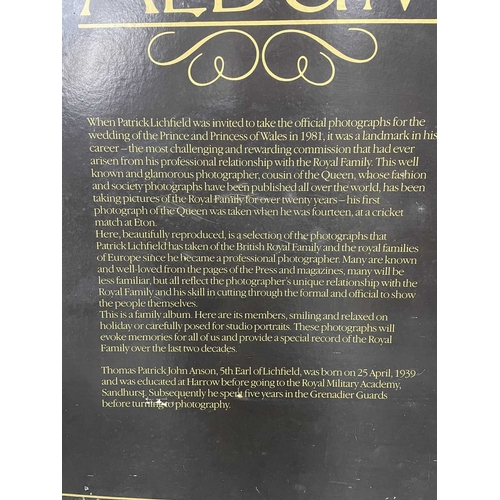 ALBUM
When Patrick Lichfield was invited to take the official photographs for the
wedding of the Prince and Princess of Wales in 1981, it was a landmark in his
career – the most challenging and rewarding commission that had ever
arisen from his professional relationship with the Royal Family. This well
known and glamorous photographer, cousin of the Queen, whose fashion
and society photographs have been published all over the world, has been
taking pictures of the Royal Family for over twenty years – his first
photograph of the Queen was taken when he was fourteen, at a cricket
match at Eton.
Here, beautifully reproduced, is a selection of the photographs that
Patrick Lichfield has taken of the British Royal Family and the royal families
of Europe since he became a professional photographer. Many are known
and well-loved from the pages of the Press and magazines, many will be
less familiar, but all reflect the photographer's unique relationship with the
Royal Family and his skill in cutting through the formal and official to show
the people themselves.
This is a family album. Here are its members, smiling and relaxed on
holiday or carefully posed for studio portraits. These photographs will
evoke memories for all of us and provide a special record of the Royal
Family over the last two decades.
Thomas Patrick John Anson, 5th Earl of Lichfield, was born on 25 April, 1939
and was educated at Harrow before going to the Royal Military Academy,
Sandhurst. Subsequently he spent five years in the Grenadier Guards
before turning to photography.